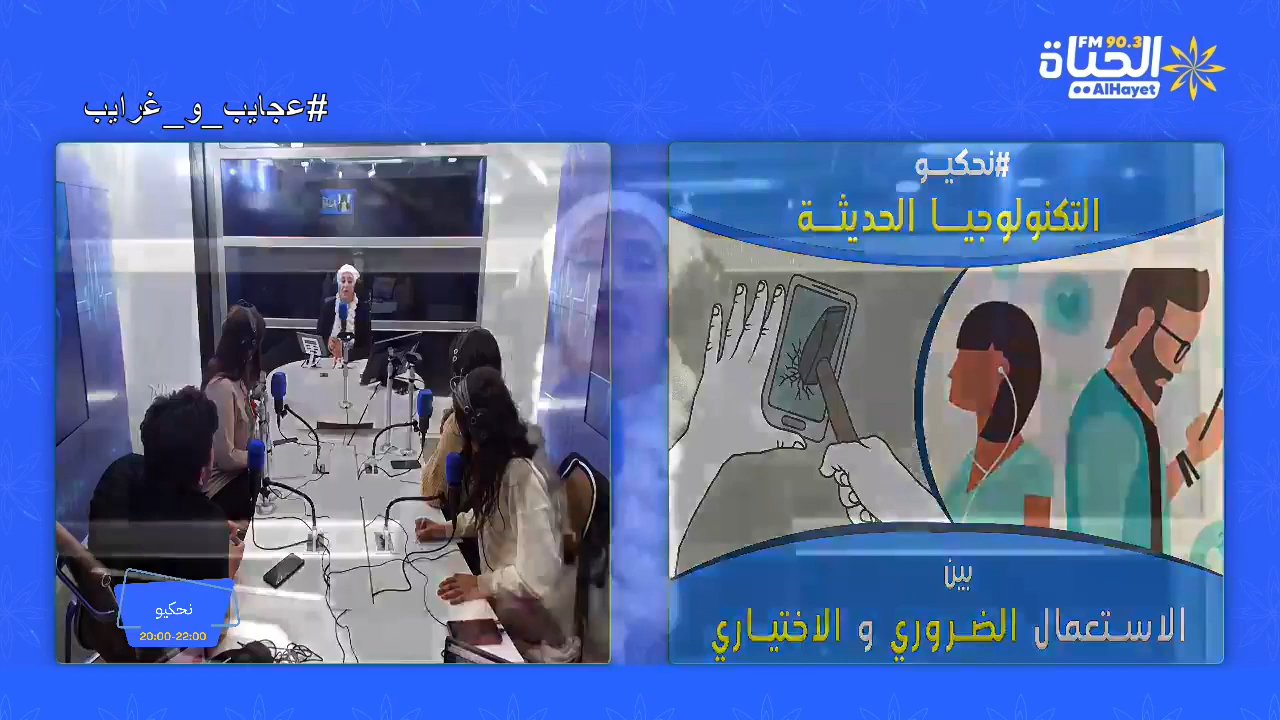 FM 90.3
الحياة
AlHayet
#عجايب_و_غرايب
#نحكيو
التكنولوجيا الحديثة
بين
الاستعمال الضروري و الاختياري
نحكيو
20:00-22:00